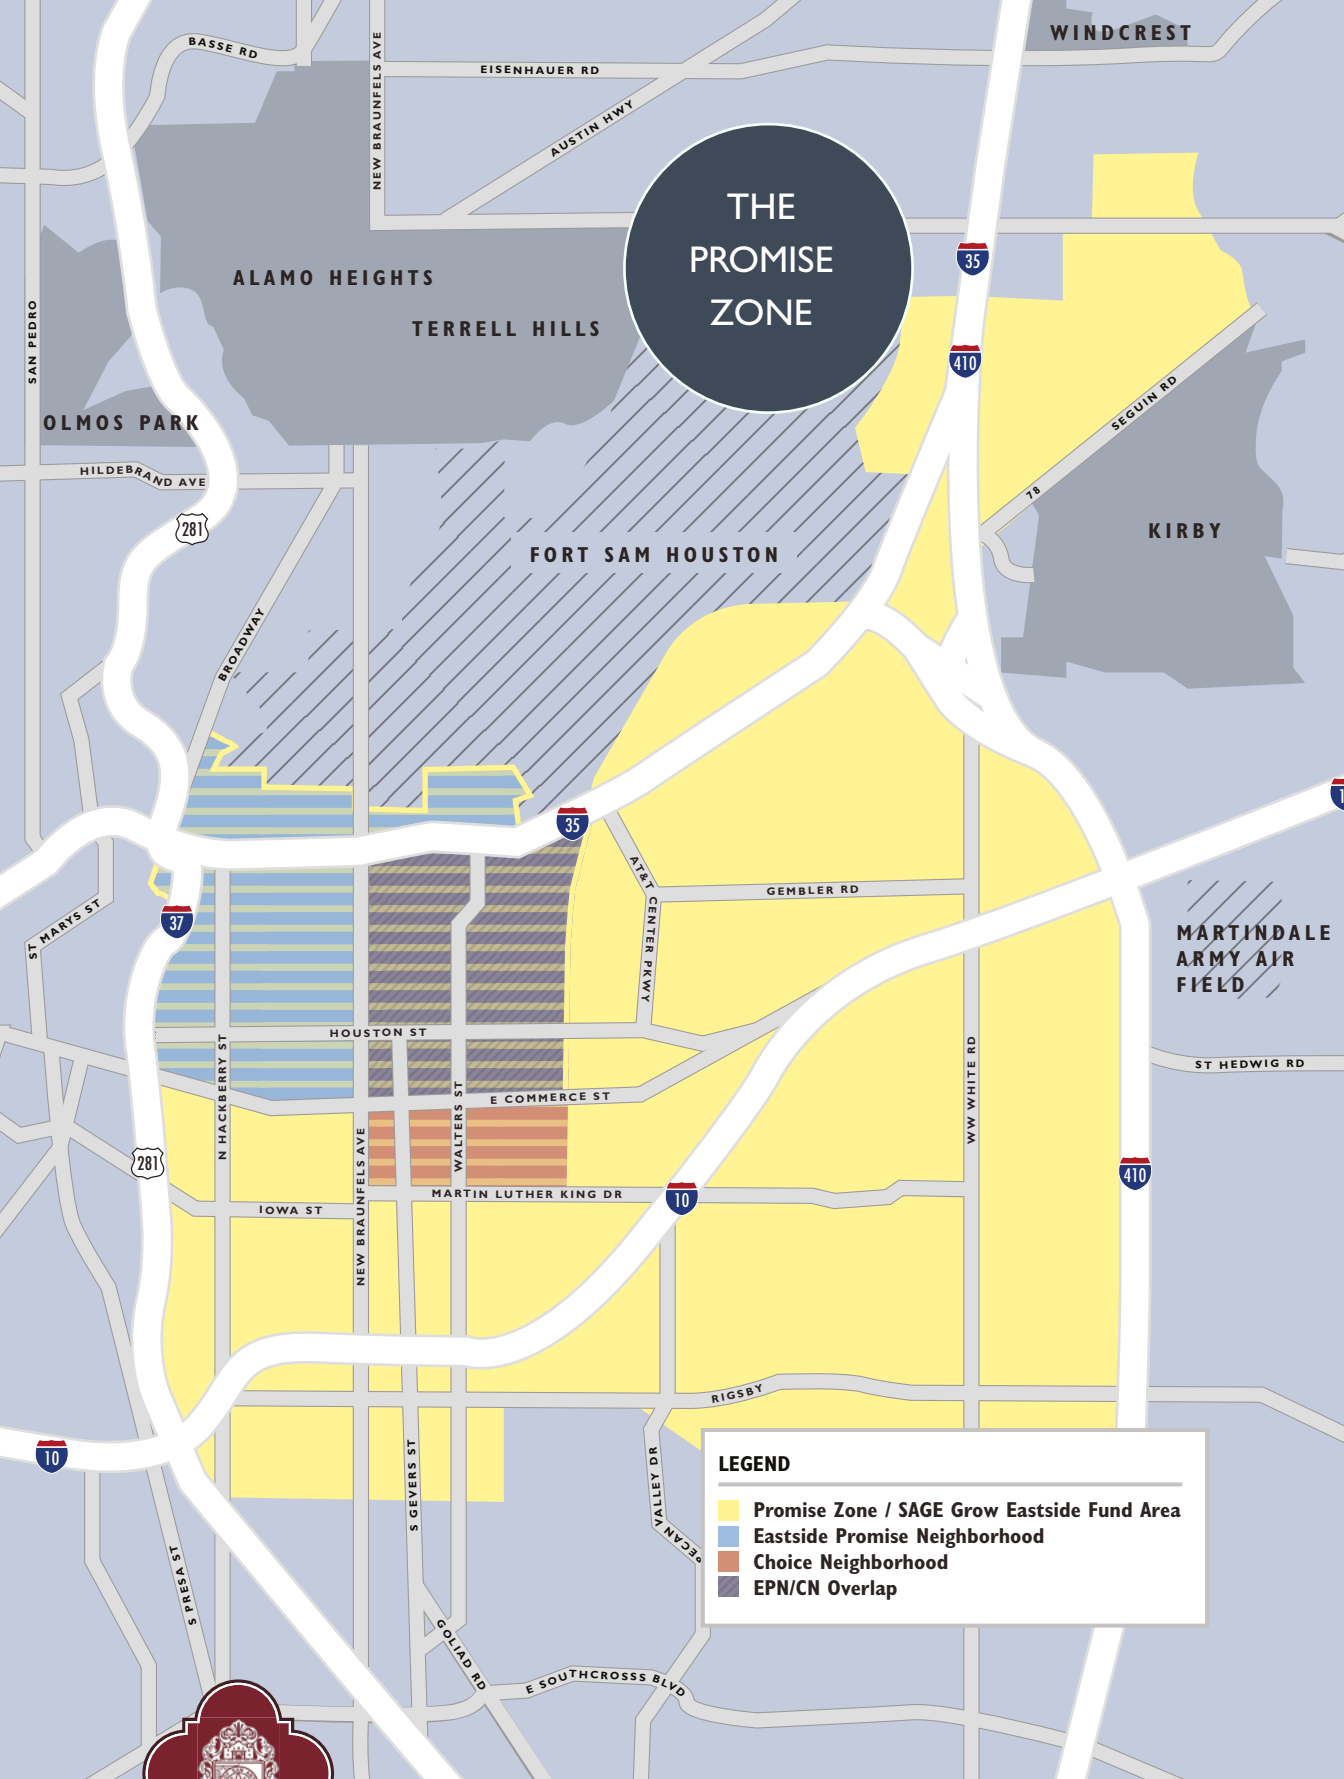 WINDCREST
BASSE RD
NEW BRAUNFELS AVE
EISENHAUER RD
AUSTIN HWY
THE
PROMISE
ZONE
35
ALAMO HEIGHTS
TERRELL HILLS
SAN PEDRO
410
SEGUIN RD
OLMOS PARK
HILDEBRAND AVE
78
281
KIRBY
FORT SAM HOUSTON
BROADWAY
35
AT&T CENTER PKWY
GEMBLER RD
ST MARYS ST
37
MARTINDALE
ARMY AIR
FIELD
HOUSTON ST
N HACKBERRY ST
WW WHITE RD
ST HEDWIG RD
E COMMERCE ST
WALTERS ST
281
410
NEW BRAUNFELS AVE
MARTIN LUTHER KING DR
10
IOWA ST
RIGSBY
10
S GEVERS ST
VALLEY DR
PECAN
LEGEND
Promise Zone / SAGE Grow Eastside Fund Area
Eastside Promise Neighborhood
Choice Neighborhood
EPN/CN Overlap
S PRESA ST
GOLIAD RD
E SOUTHCROSSS BLVD